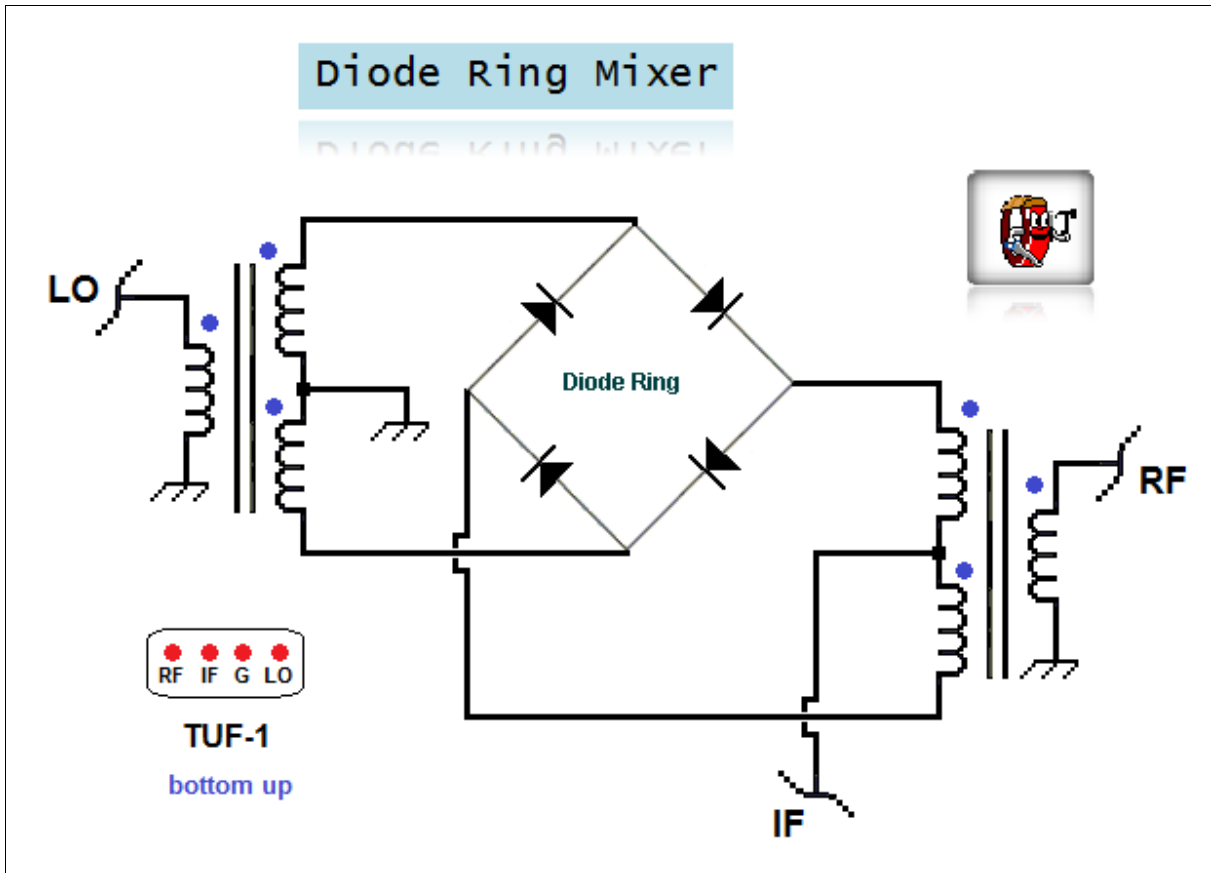 Diode Ring Mixer
LO
Diode Ring
RF
RF IF G LO
TUF-1
bottom up
IF